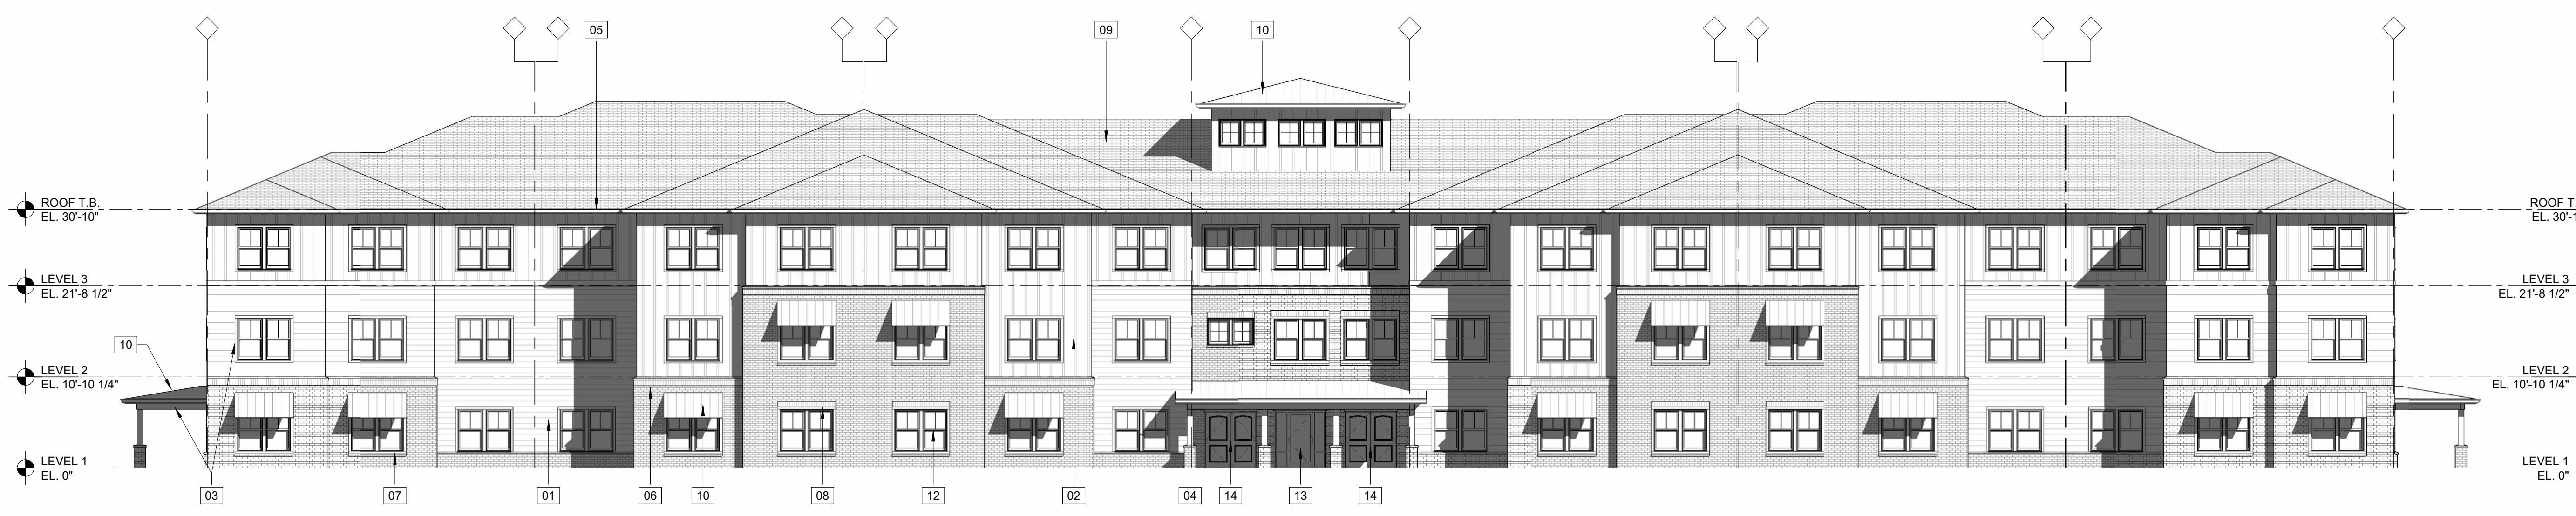 05
09
10
ROOF T.B.
EL. 30'-10"
ROOF T.
EL. 30'-1
LEVEL 3
EL. 21'-8 1/2"
LEVEL 3
EL. 21'-8 1/2"
10
LEVEL 2
EL. 10'-10 1/4"
LEVEL 2
EL. 10'-10 1/4"
LEVEL 1
EL. 0"
LEVEL 1
EL. 0"
03
07
01
06
10
08
12
02
04
14
13
14